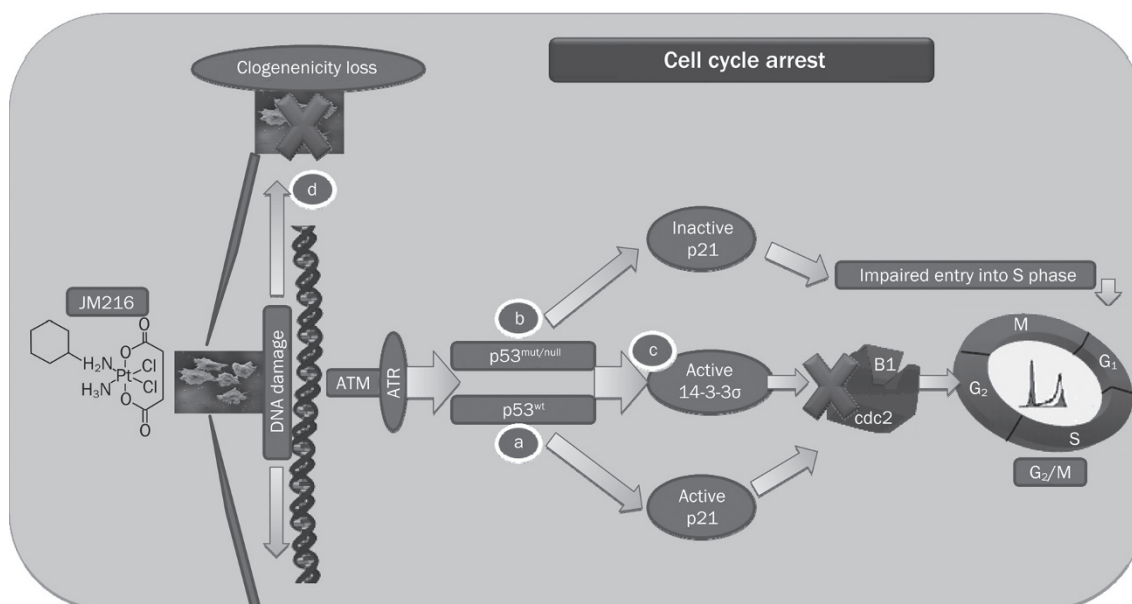 Cell cycle arrest
Clogenenicity loss
d
Inactive
p21
Impaired entry into S phase
JM216
O
O
H₂N
Cl
Pt
Cl
H₃N
O
O
DNA damage
ATM
ATR
b
p53mut/null
p53wt
a
c
Active
14-3-3σ
B1
cdc2
M
G₁
G₂
S
G₂/M
Active
p21